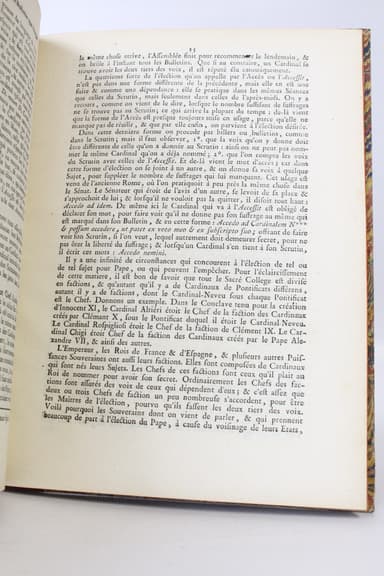 15
la même chose arrive, l'Assemblée finit pour recommencer le lendemain, &
on brûle à l'instant tous les Bulletins. Que si au contraire, un Cardinal se
trouve avoir les deux tiers des voix, il est réputé élu canoniquement.
La quatrieme sorte de l'élection qu'on appelle par l'Accès ou l'Accessit,
n'est pas dans une forme différente de la précédente, mais elle en est une
suite & comme une dépendance : elle se pratique dans les mêmes Séances
que celles du Scrutin, mais seulement dans celles de l'après-midi. On y a
recours, comme on vient de le dire, lorsque le nombre suffisant de suffrages
ne se trouve pas, ce qui arrive la plupart du temps ; de-là vient
que la forme de l'Accès est presque toujours mise en usage, parce qu'elle ne
manque pas de réussir, & que par elle enfin, on parvient à l'élection désirée.
Dans cette derniere forme on procede par billets ou bulletins, comme
dans le Scrutin ; mais il faut observer, 1°. que la voix qu'on y donne doit
être différente de celle qu'on a donnée au Scrutin : ainsi on ne peut pas nommer
le même Cardinal qu'on a déja nommé ; 2°. que l'on compte les voix
du Scrutin avec celles de l'Accessit. Et de-là vient le mot d'accès ; car dans
cette forme d'élection on se joint à un autre, & on donne sa voix à quelque
Sujet, pour suppléer le nombre de suffrages qui lui manquent. Cet usage est
venu de l'ancienne Rome, où l'on pratiquoit à peu près la même chose dans
le Sénat. Le Sénateur qui étoit de l'avis d'un autre, se levoit de sa place &
s'approchoit de lui ; & lorsqu'il ne vouloit pas la quitter, il disoit tout haut :
Accedo ad idem. De même ici le Cardinal qui va à l'Accessit est obligé de
déclarer son mot, pour faire voir qu'il ne donne pas son suffrage au même qui
est marqué dans son Bulletin, & en cette forme : Accedo ad Cardinalem N***
& possum accedere, ut patet ex voto meo & ex subscripto suo ; offrant de faire
ouvrir son Scrutin, si l'on veut, lequel autrement doit demeurer secret, pour ne
pas ôter la liberté du suffrage ; & lorsqu'un Cardinal s'en tient à son Scrutin,
il écrit ces mots : Accedo nemini.
Il y a une infinité de circonstances qui concourent à l'élection de tel ou
de tel Sujet pour Pape, ou qui peuvent l'empêcher. Pour l'éclaircissement
de cette matiere, il est bon de savoir que tout le Sacré College est divisé
en factions, & qu'autant qu'il y a de Cardinaux de Pontificats différens,
autant il y a de factions, dont le Cardinal-Neveu sous chaque Pontificat
est le Chef. Donnons un exemple. Dans le Conclave tenu pour la création
d'Innocent XI, le Cardinal Altiéri étoit le Chef de la faction des Cardinaux
créés par Clément X, sous le Pontificat duquel il étoit le Cardinal-Neveu.
Le Cardinal Rospigliosi étoit le Chef de la faction de Clément IX. Le Cardinal
Chigi étoit Chef de la faction des Cardinaux créés par le Pape Alexandre
VII, & ainsi des autres.
L'Empereur, les Rois de France & d'Espagne, & plusieurs autres Puissances
Souveraines ont aussi leurs factions. Elles sont composées de Cardinaux
qui sont nés leurs Sujets. Les Chefs de ces factions sont ceux qu'il plait au
Roi de nommer pour avoir son secret. Ordinairement les Chefs des factions
sont assurés des voix de ceux qui dépendent d'eux ; & c'est assez que
deux ou trois Chefs de faction un peu nombreuse s'accordent, pour être
les Maîtres de l'élection, pourvu qu'ils fassent les deux tiers des voix.
Voilà pourquoi les Souverains dont on vient de parler, & qui prennent
beaucoup de part à l'élection du Pape, à cause du voisinage de leurs Etats,